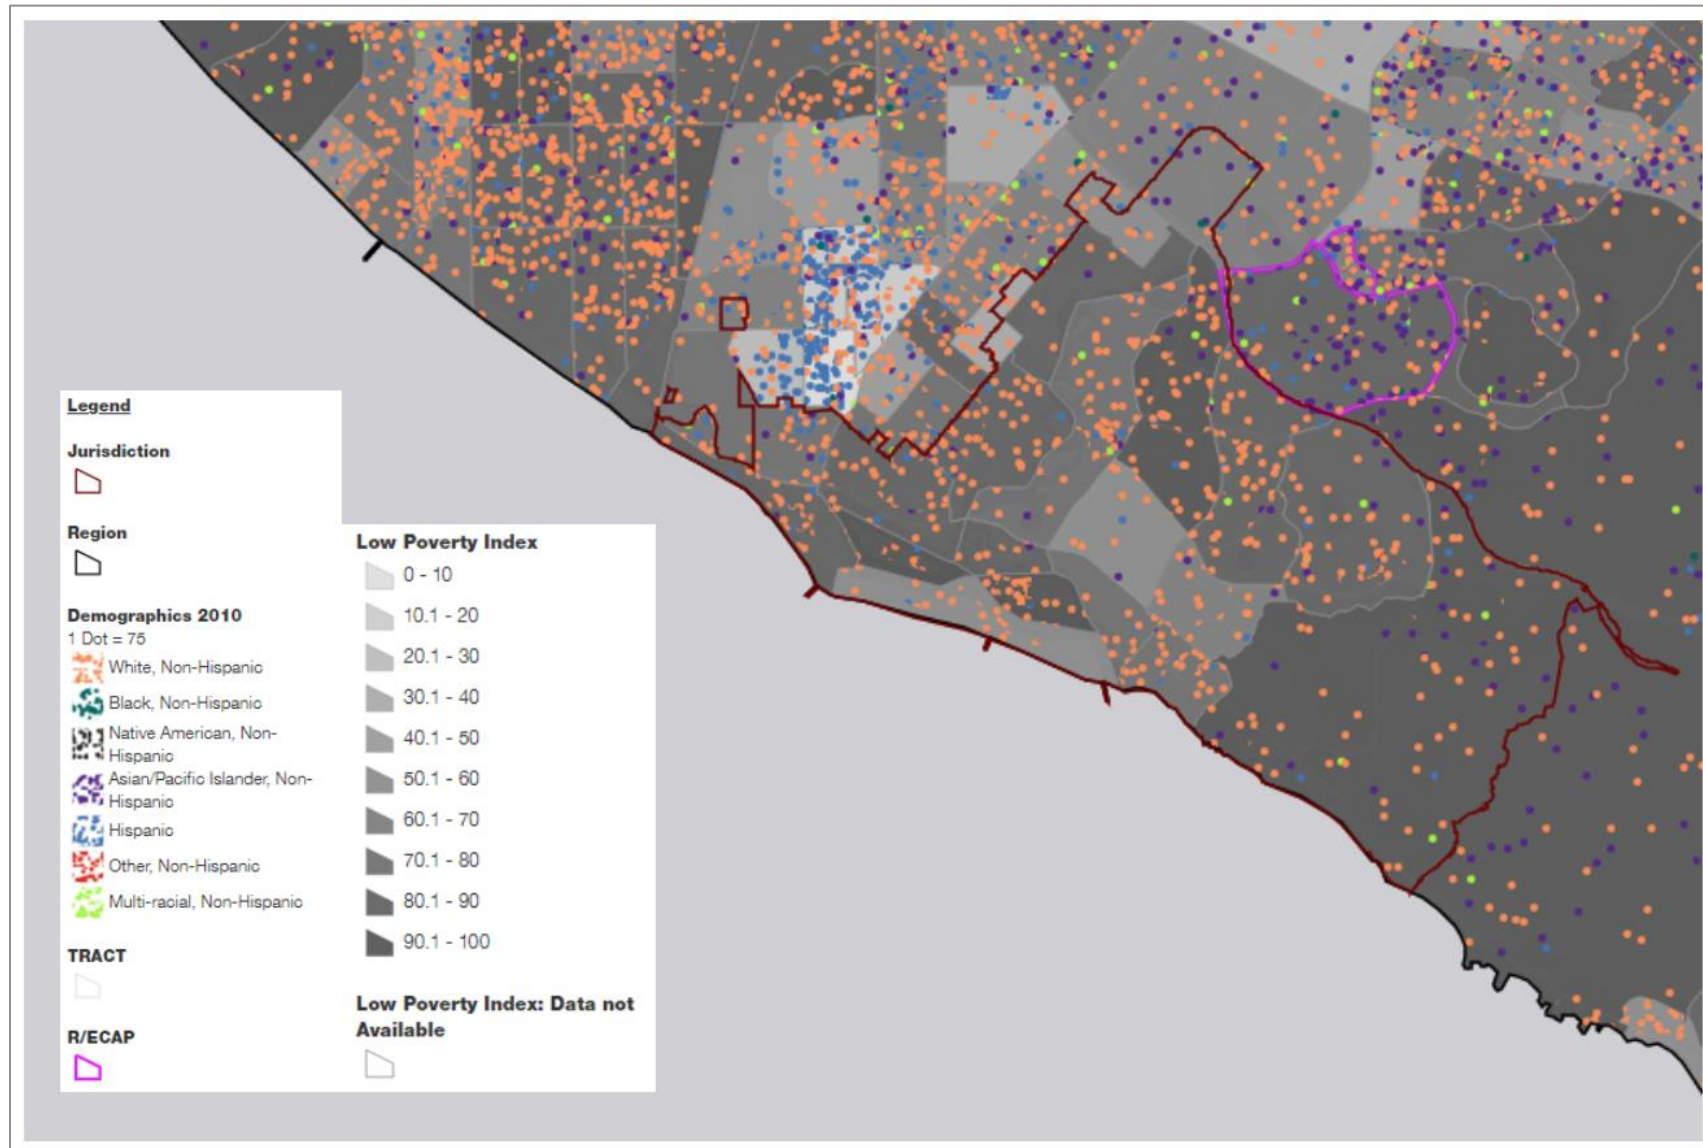 Legend
Jurisdiction
Region
Demographics 2010
1 Dot = 75
White, Non-Hispanic
Black, Non-Hispanic
Native American, Non-
Hispanic
Asian/Pacific Islander, Non-
Hispanic
Hispanic
Other, Non-Hispanic
Multi-racial, Non-Hispanic
TRACT
R/ECAP
Low Poverty Index
0 - 10
10.1 - 20
20.1 - 30
30.1 - 40
40.1 - 50
50.1 - 60
60.1 - 70
70.1 - 80
80.1 - 90
90.1 - 100
Low Poverty Index: Data not
Available